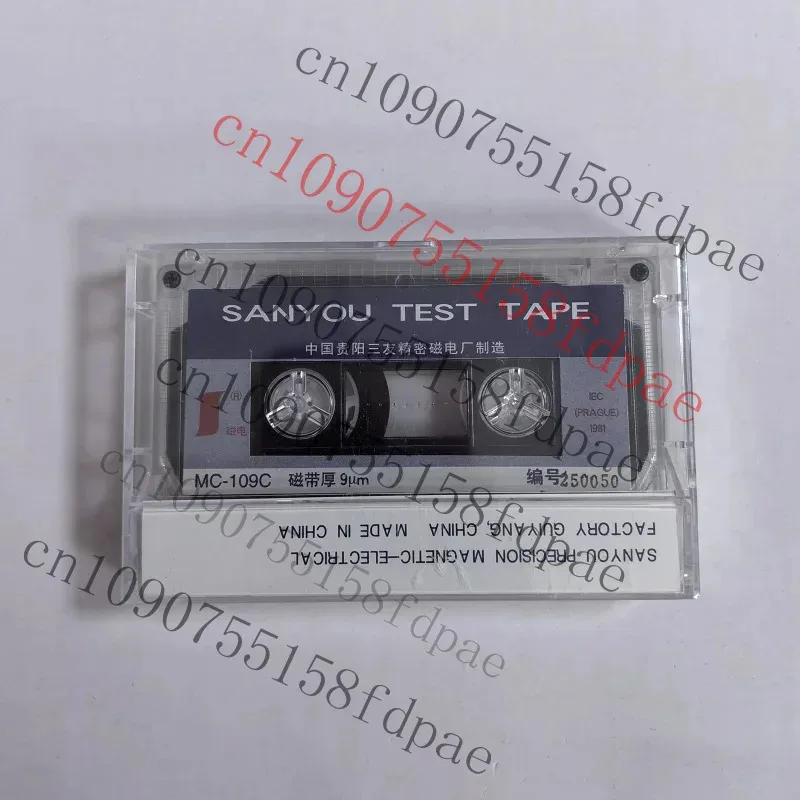 cn1090755158fdpae
cn1090755158fdpae
cn1090755158fdpae
SANYOU TEST TAPE
中国贵阳三友精密磁电厂制造
® 磁电
IEC
(PRAGUE)
1981
cn1090755158fdpae
MC-109C 磁带厚 9μm 编号250050
cn1090755158fdpae
SANYOU PRECISION MAGNETIC-ELECTRICAL
FACTORY GUIYANG, CHINA MADE IN CHINA
cn1090755158fdpae